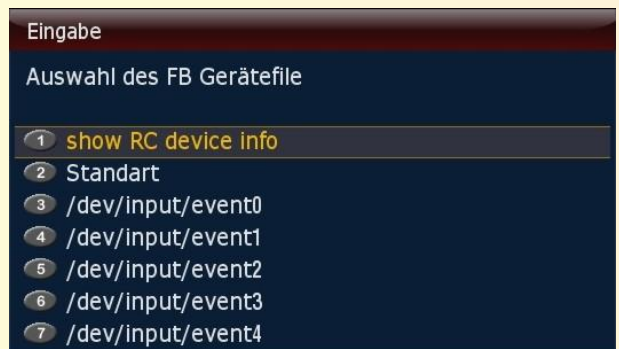 Eingabe
Auswahl des FB Gerätefile
1 show RC device info
2 Standart
3 /dev/input/event0
4 /dev/input/event1
5 /dev/input/event2
6 /dev/input/event3
7 /dev/input/event4